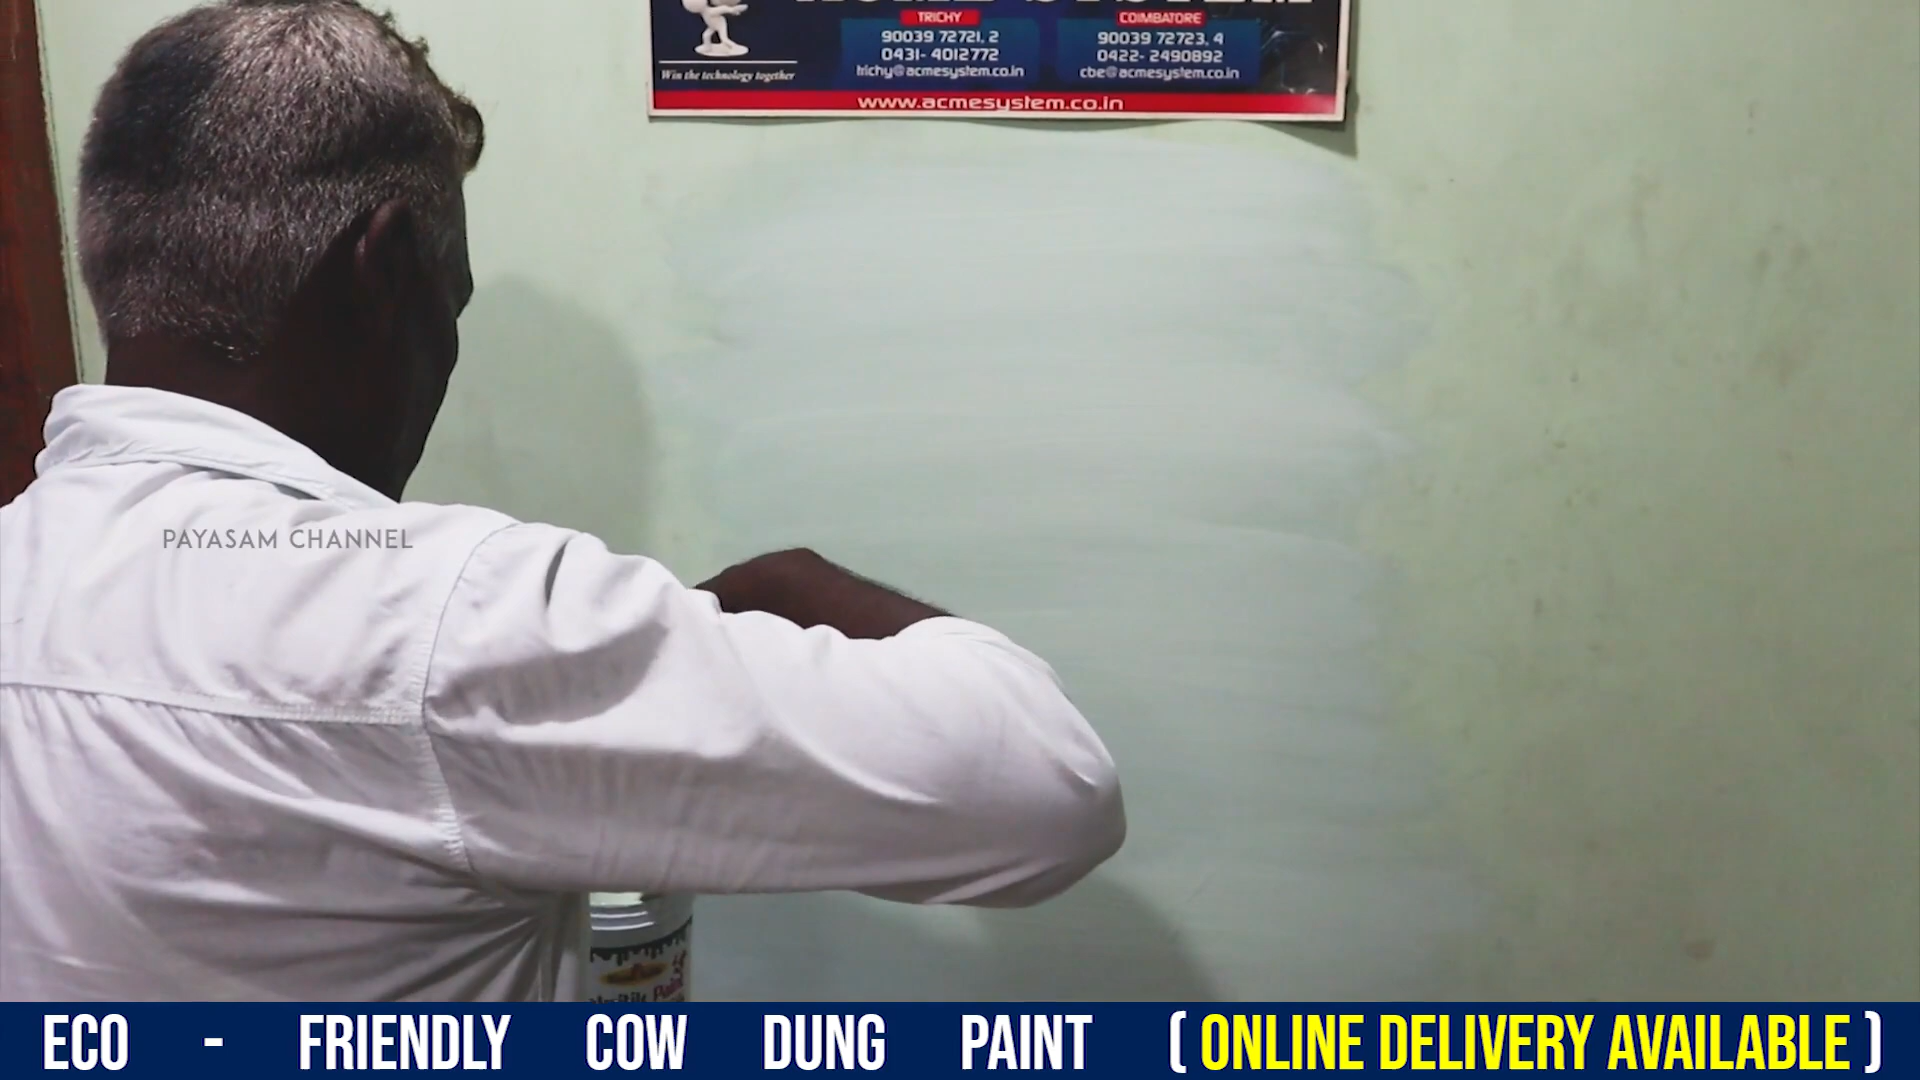 TRICHY
90039 72721, 2
0431- 4012772
trichy@acmesystem.co.in
COIMBATORE
90039 72723, 4
0422- 2490892
cbe@acmesystem.co.in
Win the technology together
www.acmesystem.co.in
PAYASAM CHANNEL
Paint
ECO - FRIENDLY COW DUNG PAINT ( ONLINE DELIVERY AVAILABLE )